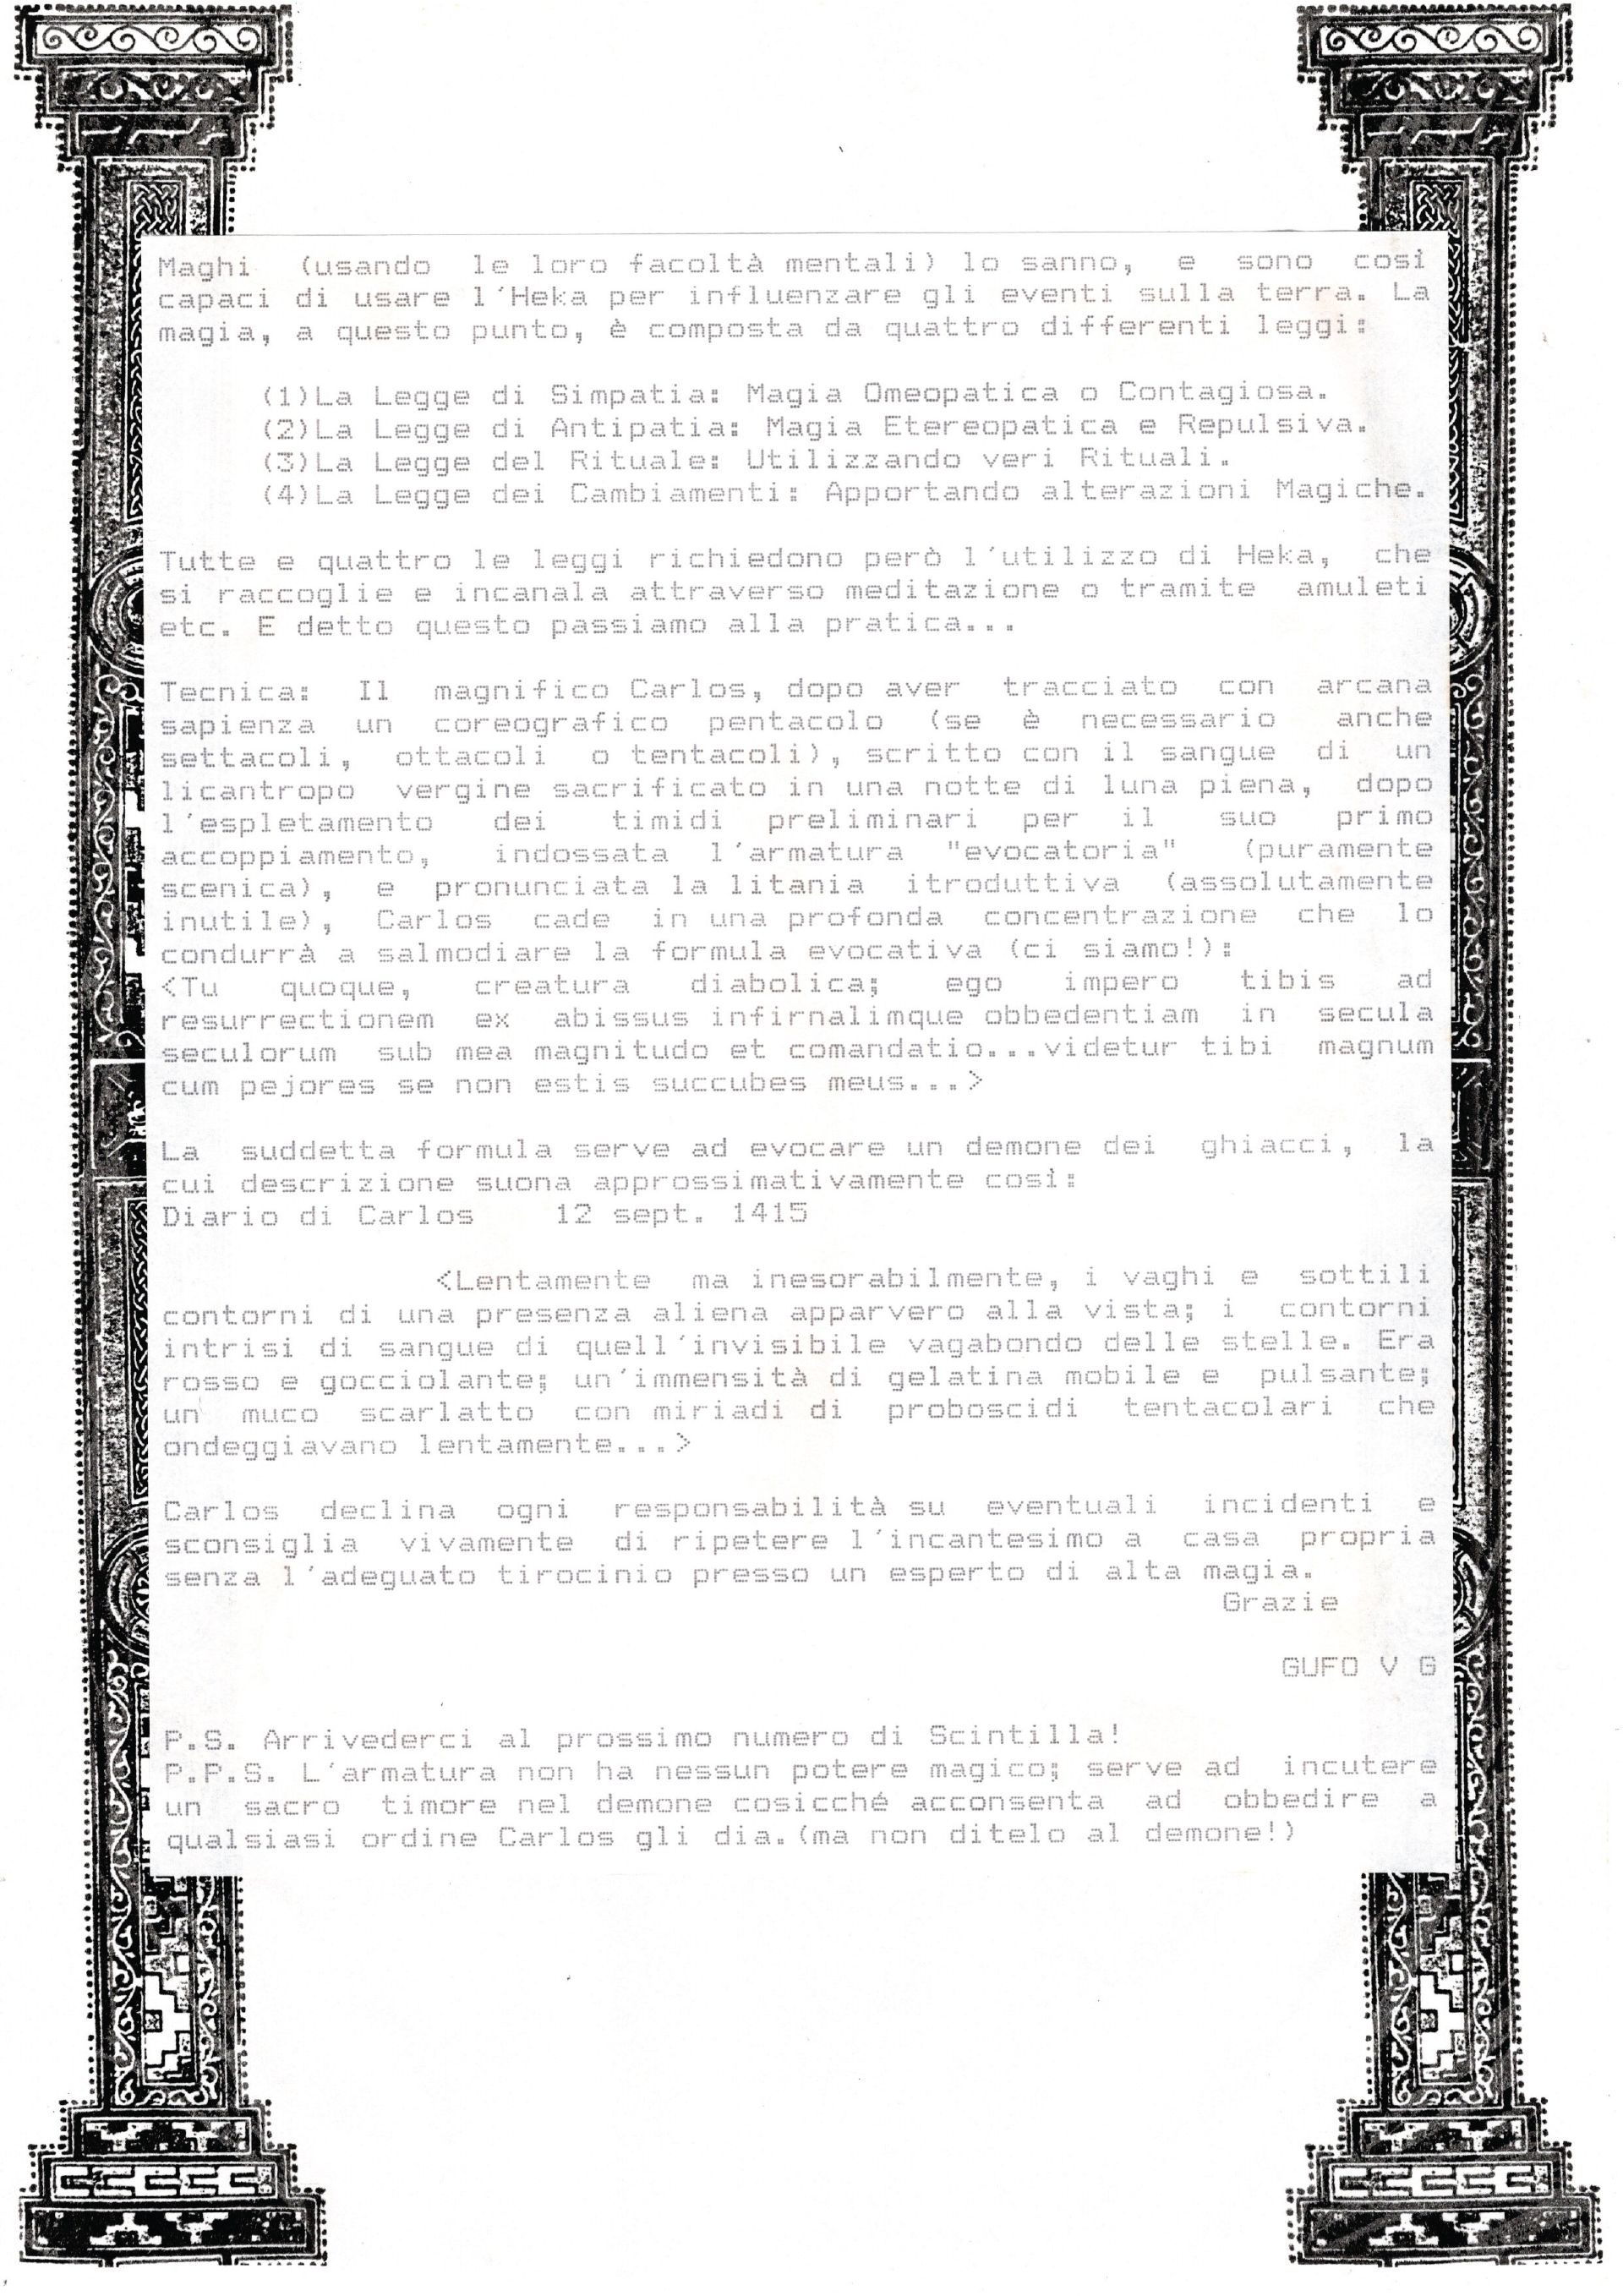 Maghi (usando le loro facoltà mentali) lo sanno, e sono così
capaci di usare l'Heka per influenzare gli eventi sulla terra. La
magia, a questo punto, è composta da quattro differenti leggi:
(1)La Legge di Simpatia: Magia Omeopatica o Contagiosa.
(2)La Legge di Antipatia: Magia Etereopatica e Repulsiva.
(3)La Legge del Rituale: Utilizzando veri Rituali.
(4)La Legge dei Cambiamenti: Apportando alterazioni Magiche.
Tutte e quattro le leggi richiedono però l'utilizzo di Heka, che
si raccoglie e incanala attraverso meditazione o tramite amuleti
etc. E detto questo passiamo alla pratica...
Tecnica: Il magnifico Carlos, dopo aver tracciato con arcana
sapienza un coreografico pentacolo (se è necessario anche
settacoli, ottacoli o tentacoli), scritto con il sangue di un
licantropo vergine sacrificato in una notte di luna piena, dopo
l'espletamento dei timidi preliminari per il suo primo
accoppiamento, indossata l'armatura "evocatoria" (puramente
scenica), e pronunciata la litania itroduttiva (assolutamente
inutile), Carlos cade in una profonda concentrazione che lo
condurrà a salmodiare la formula evocativa (ci siamo!):
<Tu quoque, creatura diabolica; ego impero tibis ad
resurrectionem ex abissus infirnalimque obbedentiam in secula
seculorum sub mea magnitudo et comandatio...videtur tibi magnum
cum pejores se non estis succubes meus...>
La suddetta formula serve ad evocare un demone dei ghiacci, la
cui descrizione suona approssimativamente così:
Diario di Carlos 12 sept. 1415
<Lentamente ma inesorabilmente, i vaghi e sottili
contorni di una presenza aliena apparvero alla vista; i contorni
intrisi di sangue di quell'invisibile vagabondo delle stelle. Era
rosso e gocciolante; un'immensità di gelatina mobile e pulsante;
un muco scarlatto con miriadi di proboscidi tentacolari che
ondeggiavano lentamente...>
Carlos declina ogni responsabilità su eventuali incidenti e
sconsiglia vivamente di ripetere l'incantesimo a casa propria
senza l'adeguato tirocinio presso un esperto di alta magia.
Grazie
GUFO V G
P.S. Arrivederci al prossimo numero di Scintilla!
P.P.S. L'armatura non ha nessun potere magico; serve ad incutere
un sacro timore nel demone cosicché acconsenta ad obbedire a
qualsiasi ordine Carlos gli dia.(ma non ditelo al demone!)